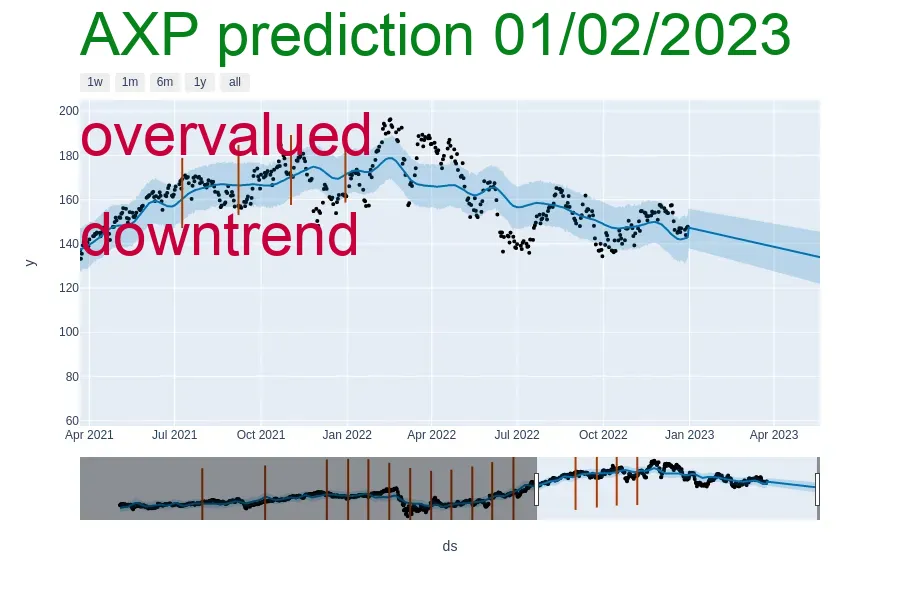 AXP prediction 01/02/2023
1w 1m 6m 1y all
200
overvalued
180
160
downtrend
140
y
120
100
80
60
Apr 2021 Jul 2021 Oct 2021 Jan 2022 Apr 2022 Jul 2022 Oct 2022 Jan 2023 Apr 2023
ds